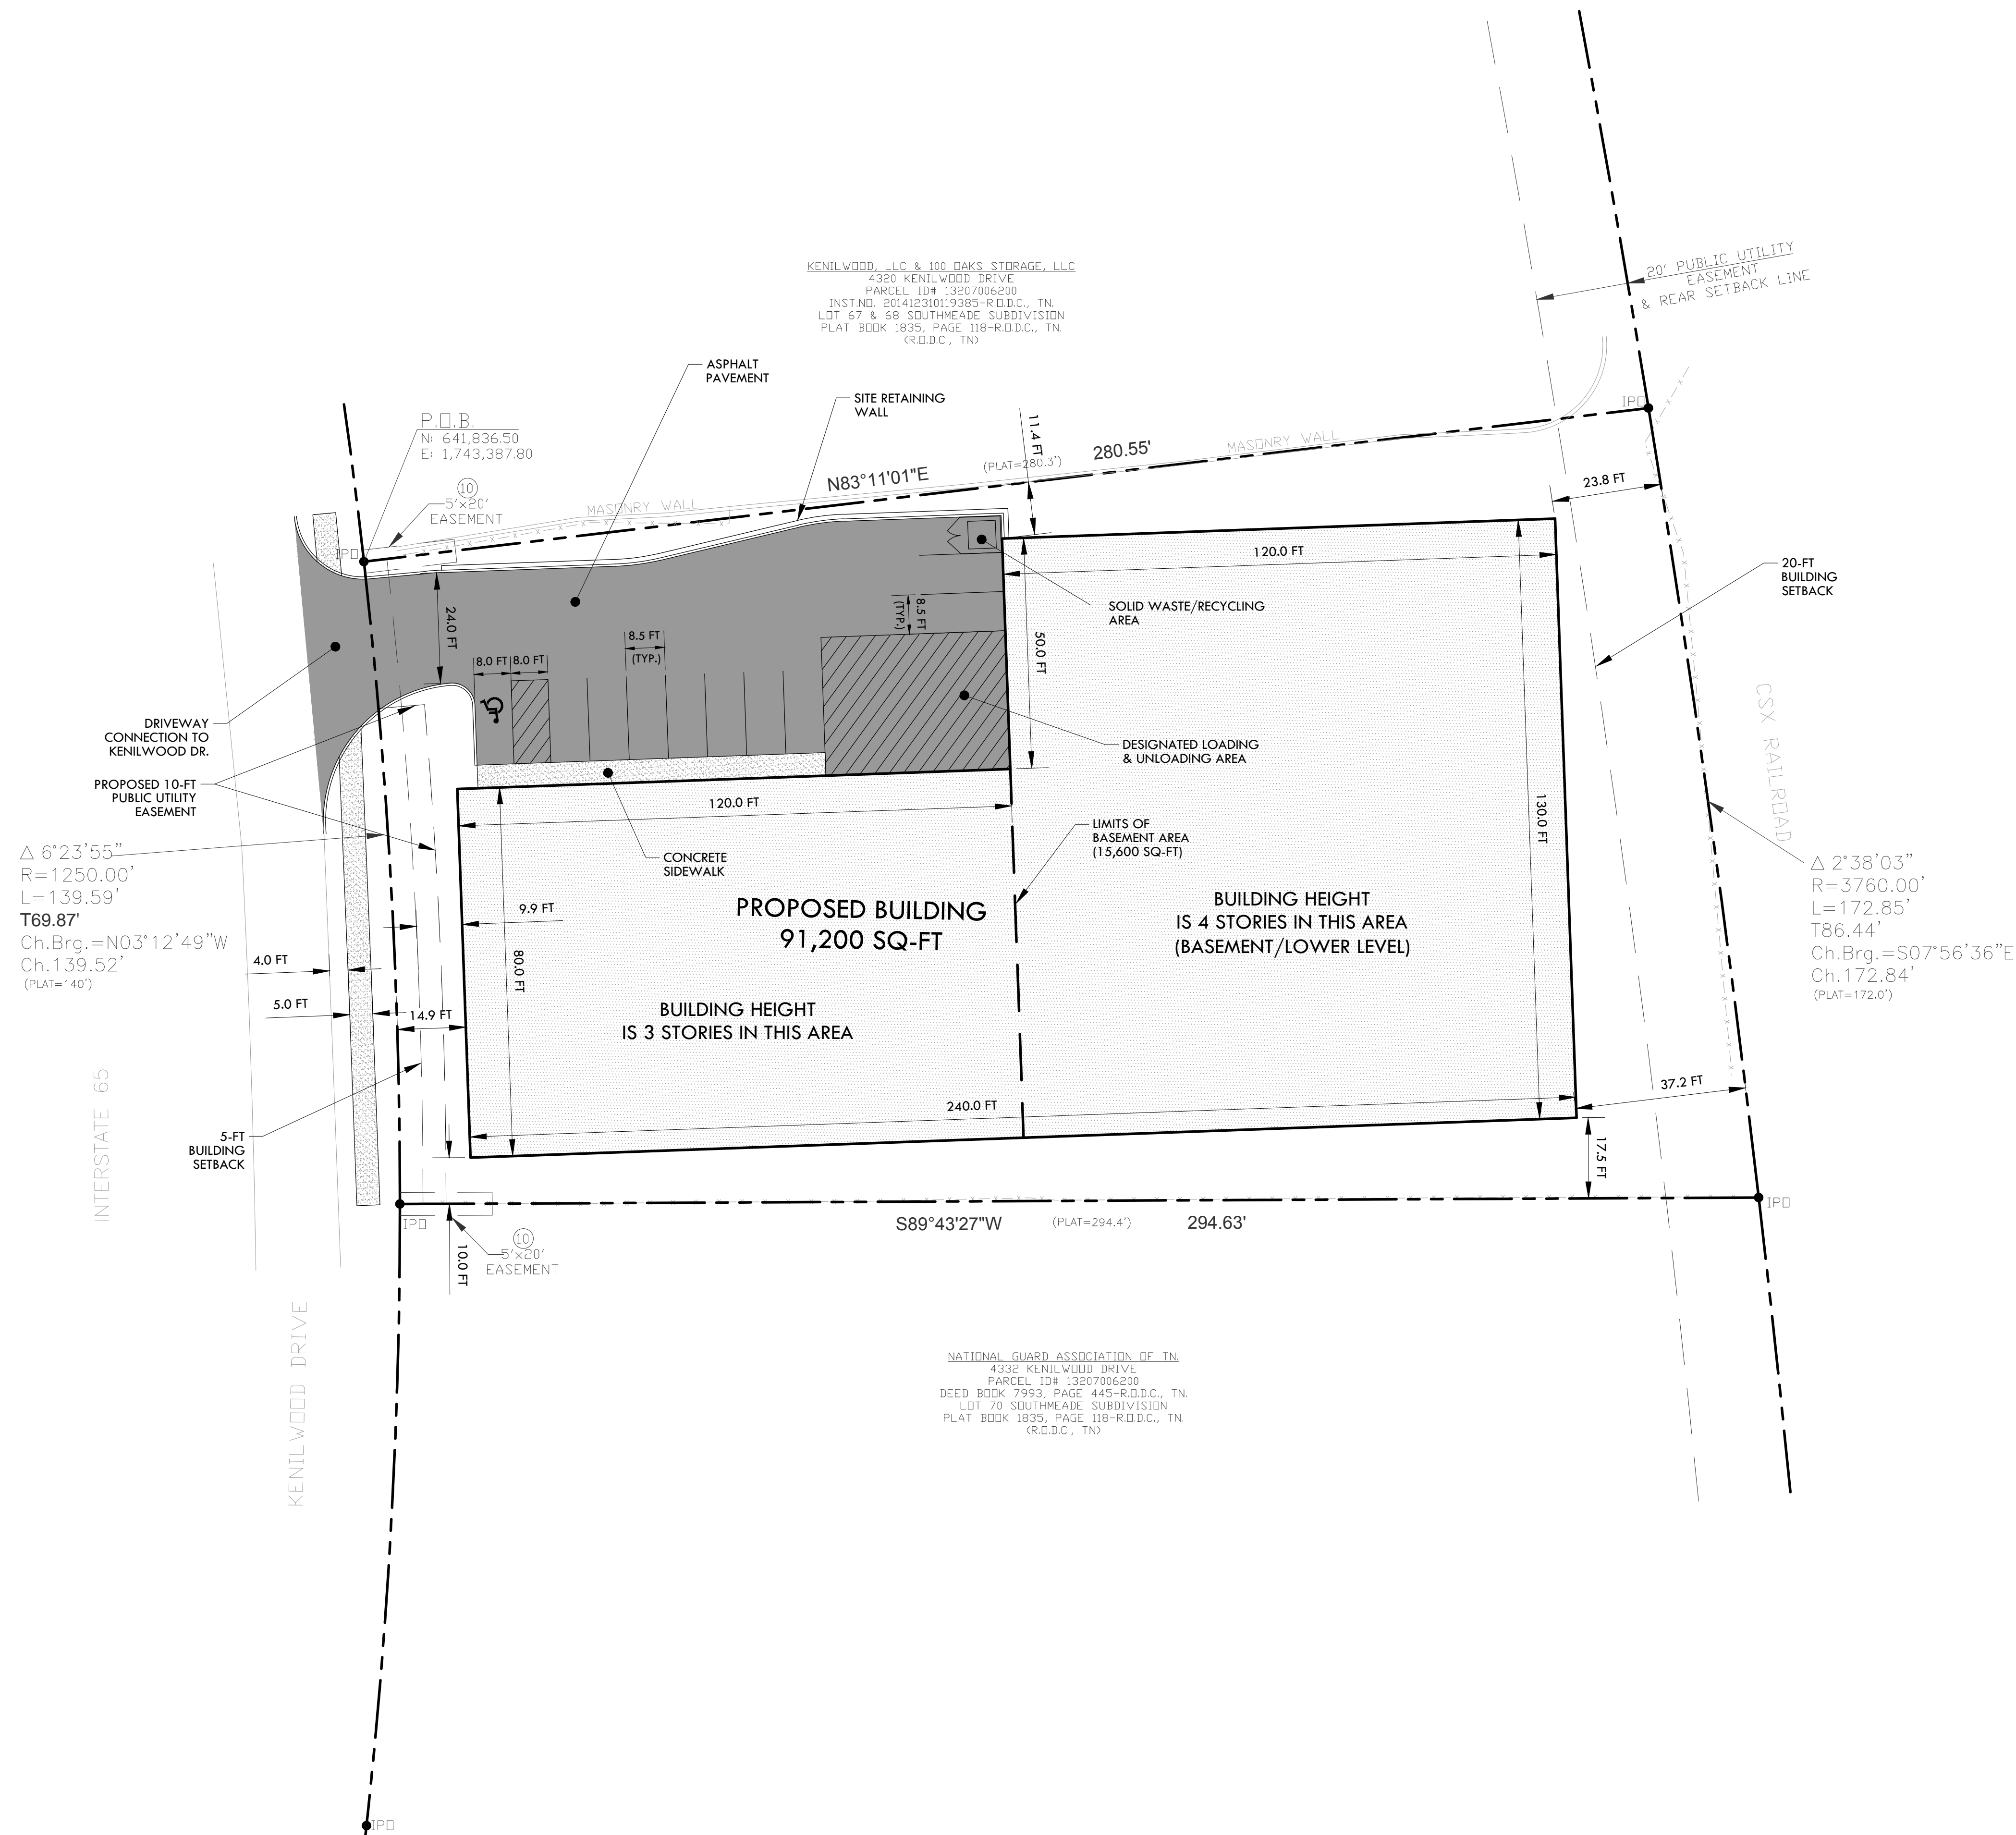 20' PUBLIC UTILITY
EASEMENT
& REAR SETBACK LINE
KENILWOOD, LLC & 100 OAKS STORAGE, LLC
4320 KENILWOOD DRIVE
PARCEL ID# 13207006200
INST.NO. 201412310119385-R.O.D.C., TN.
LOT 67 & 68 SOUTHMEADE SUBDIVISION
PLAT BOOK 1835, PAGE 118-R.O.D.C., TN.
(R.O.D.C., TN)
ASPHALT
PAVEMENT
SITE RETAINING
WALL
IPO
P.O.B.
N: 641,836.50
E: 1,743,387.80
11.4 FT
MASONRY WALL
280.55'
(PLAT=280.3')
N83°11'01"E
23.8 FT
10
5'x20'
EASEMENT
MASONRY WALL
IPO
120.0 FT
20-FT
BUILDING
SETBACK
24.0 FT
8.5 FT
(TYP.)
SOLID WASTE/RECYCLING
AREA
8.5 FT
(TYP.)
50.0 FT
8.0 FT
8.0 FT
CSX RAILROAD
DRIVEWAY
CONNECTION TO
KENILWOOD DR.
DESIGNATED LOADING
& UNLOADING AREA
PROPOSED 10-FT
PUBLIC UTILITY
EASEMENT
120.0 FT
130.0 FT
LIMITS OF
BASEMENT AREA
(15,600 SQ-FT)
CONCRETE
SIDEWALK
Δ 6°23'55"
R=1250.00'
L=139.59'
T69.87'
Ch.Brg.=N03°12'49"W
Ch.139.52'
(PLAT=140')
Δ 2°38'03"
R=3760.00'
L=172.85'
T86.44'
Ch.Brg.=S07°56'36"E
Ch.172.84'
(PLAT=172.0')
9.9 FT
PROPOSED BUILDING
91,200 SQ-FT
BUILDING HEIGHT
IS 4 STORIES IN THIS AREA
(BASEMENT/LOWER LEVEL)
4.0 FT
80.0 FT
5.0 FT
14.9 FT
BUILDING HEIGHT
IS 3 STORIES IN THIS AREA
INTERSTATE 65
37.2 FT
240.0 FT
5-FT
BUILDING
SETBACK
17.5 FT
IPO
IPO
S89°43'27"W
(PLAT=294.4')
294.63'
10
5'x20'
EASEMENT
10.0 FT
KENILWOOD DRIVE
NATIONAL GUARD ASSOCIATION OF TN.
4332 KENILWOOD DRIVE
PARCEL ID# 13207006200
DEED BOOK 7993, PAGE 445-R.O.D.C., TN.
LOT 70 SOUTHMEADE SUBDIVISION
PLAT BOOK 1835, PAGE 118-R.O.D.C., TN.
(R.O.D.C., TN)
IPO